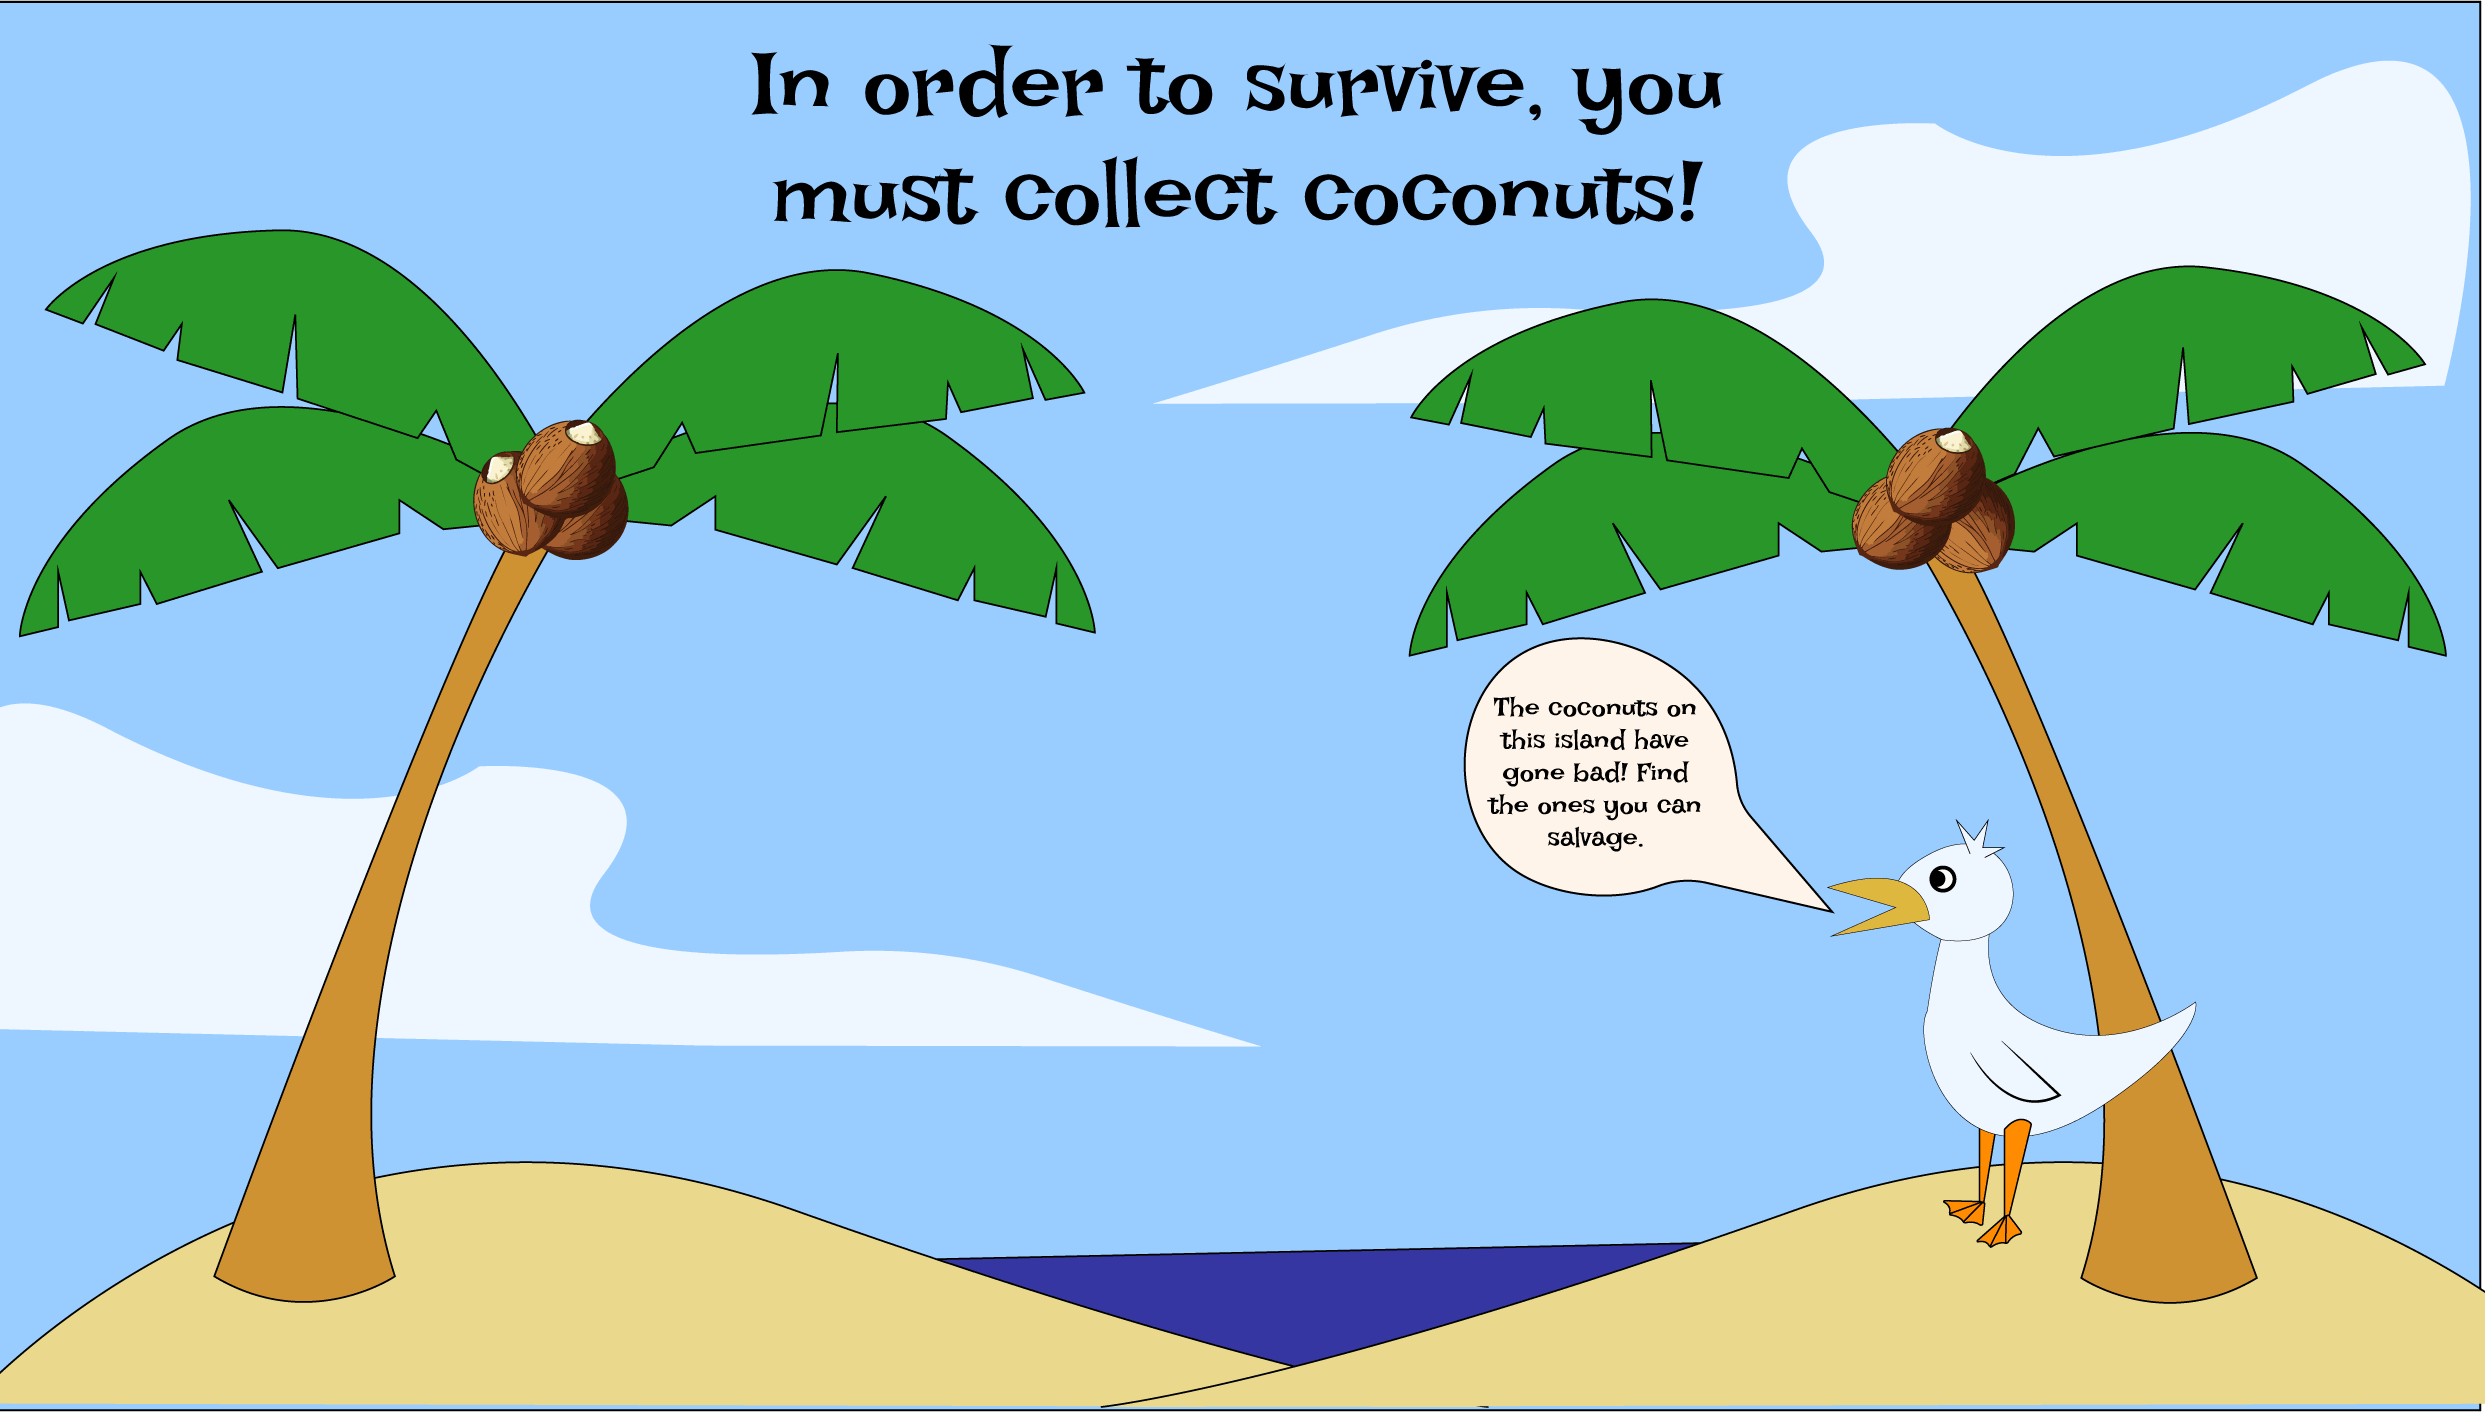 In order to survive, you
must collect coconuts!
The coconuts on
this island have
gone bad! Find
the ones you can
salvage.